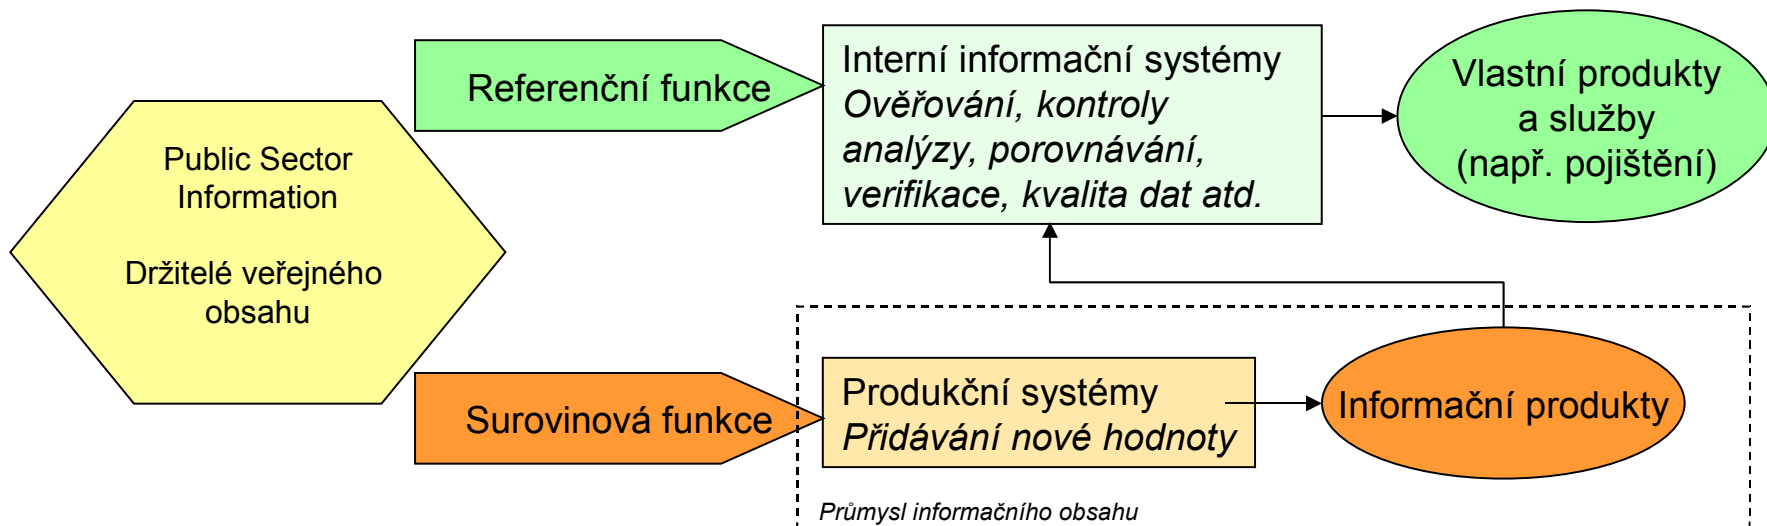 Public Sector
Information
Držitelé veřejného
obsahu
Referenční funkce
Interní informační systémy
Ověřování, kontroly
analýzy, porovnávání,
verifikace, kvalita dat atd.
Vlastní produkty
a služby
(např. pojištění)
Surovinová funkce
Produkční systémy
Přidávání nové hodnoty
Informační produkty
Průmysl informačního obsahu